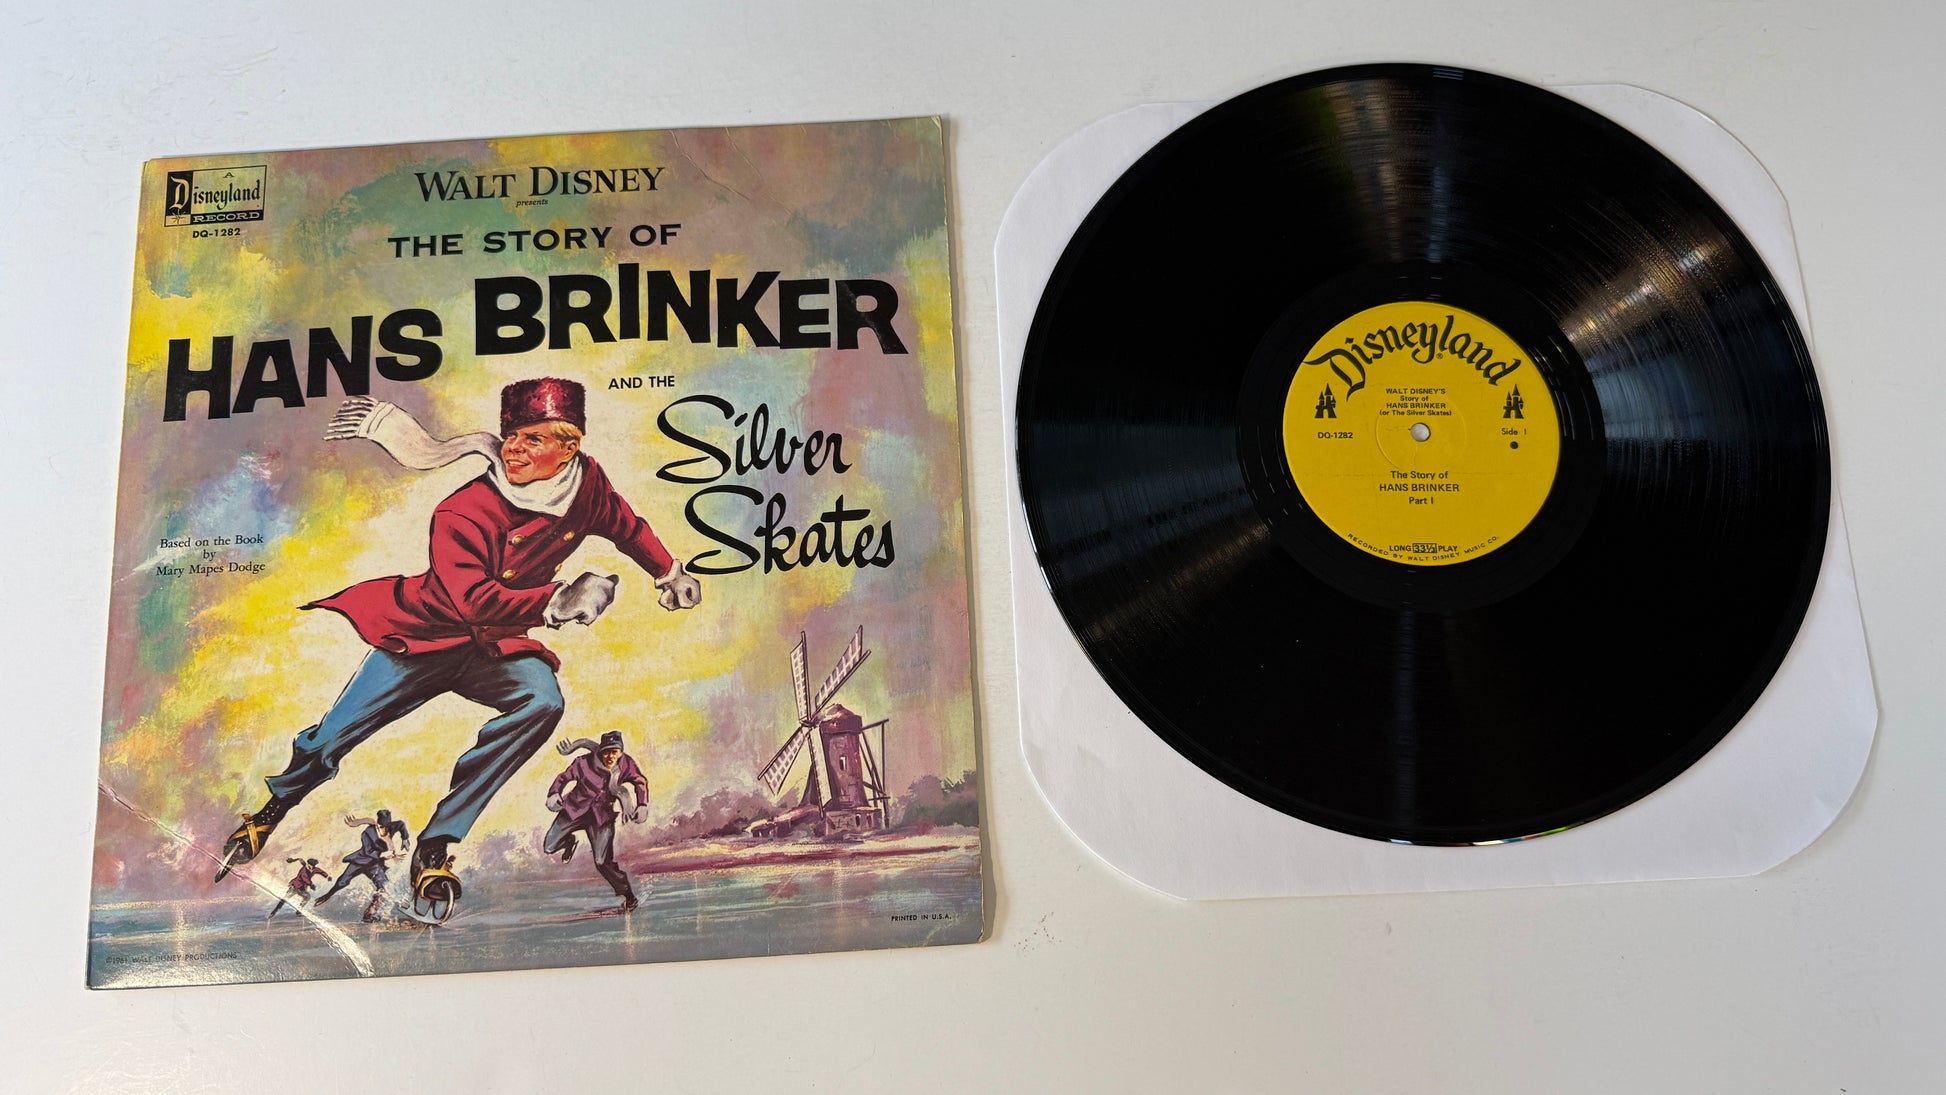 A
Disneyland
RECORD
DQ-1282
WALT DISNEY
presents
THE STORY OF
HANS BRINKER
AND THE
Silver
Skates
Based on the Book
by
Mary Mapes Dodge
PRINTED IN U.S.A.
©1961 WALT DISNEY PRODUCTIONS
Disneyland®
WALT DISNEY'S
Story of
HANS BRINKER
(or The Silver Skates)
DQ-1282
Side 1
The Story of
HANS BRINKER
Part I
LONG 33⅓ PLAY
RECORDED BY WALT DISNEY MUSIC CO.